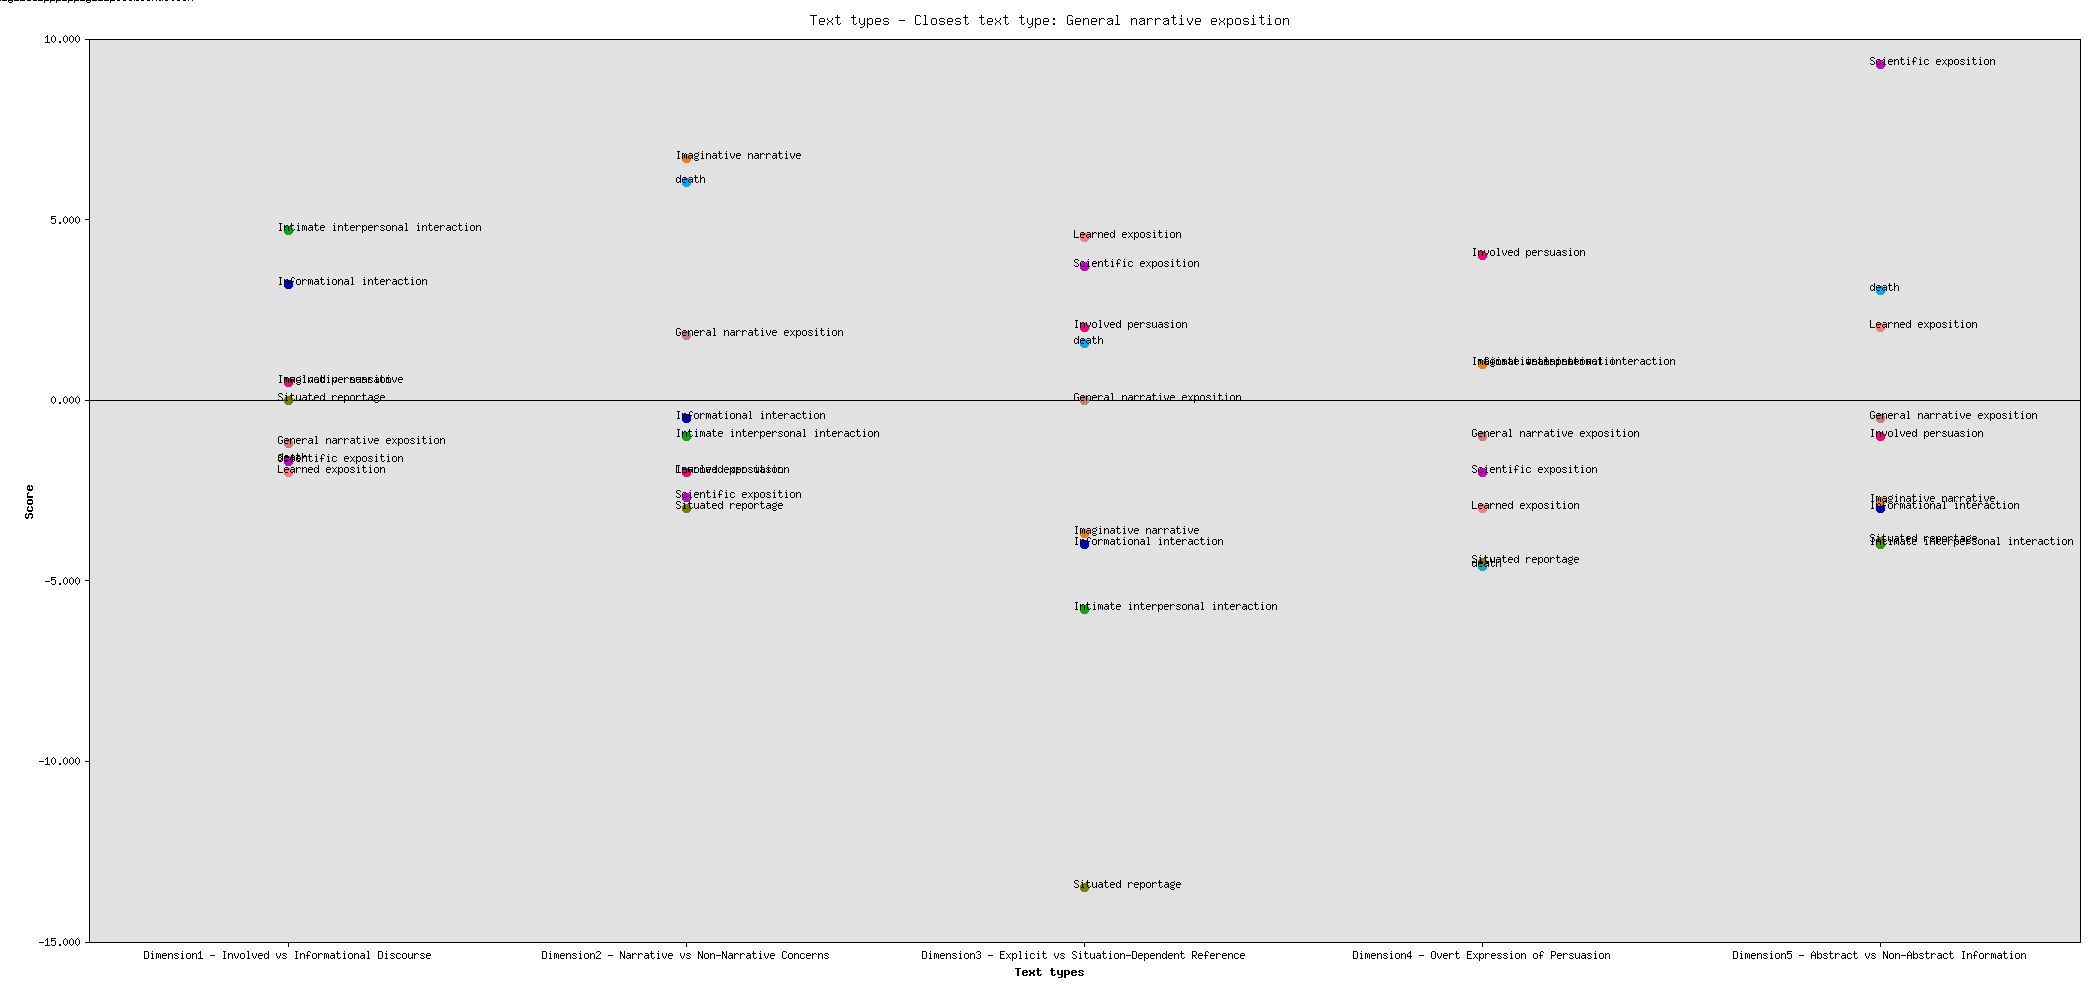 Text types - Closest text type: General narrative exposition
10.000
Scientific exposition
Imaginative narrative
death
5.000
Intimate interpersonal interaction
Learned exposition
Involved persuasion
Scientific exposition
Informational interaction
death
General narrative exposition
Involved persuasion
death
Learned exposition
Situated reportage
0.000
General narrative exposition
Informational interaction
General narrative exposition
General narrative exposition
Intimate interpersonal interaction
General narrative exposition
Involved persuasion
death
Scientific exposition
Learned exposition
Scientific exposition
Scientific exposition
Situated reportage
Learned exposition
Imaginative narrative
Informational interaction
Score
Imaginative narrative
Informational interaction
Situated reportage
Intimate interpersonal interaction
Situated reportage
death
-5.000
Intimate interpersonal interaction
-10.000
Situated reportage
-15.000
Dimension1 - Involved vs Informational Discourse
Dimension2 - Narrative vs Non-Narrative Concerns
Dimension3 - Explicit vs Situation-Dependent Reference
Dimension4 - Overt Expression of Persuasion
Dimension5 - Abstract vs Non-Abstract Information
Text types